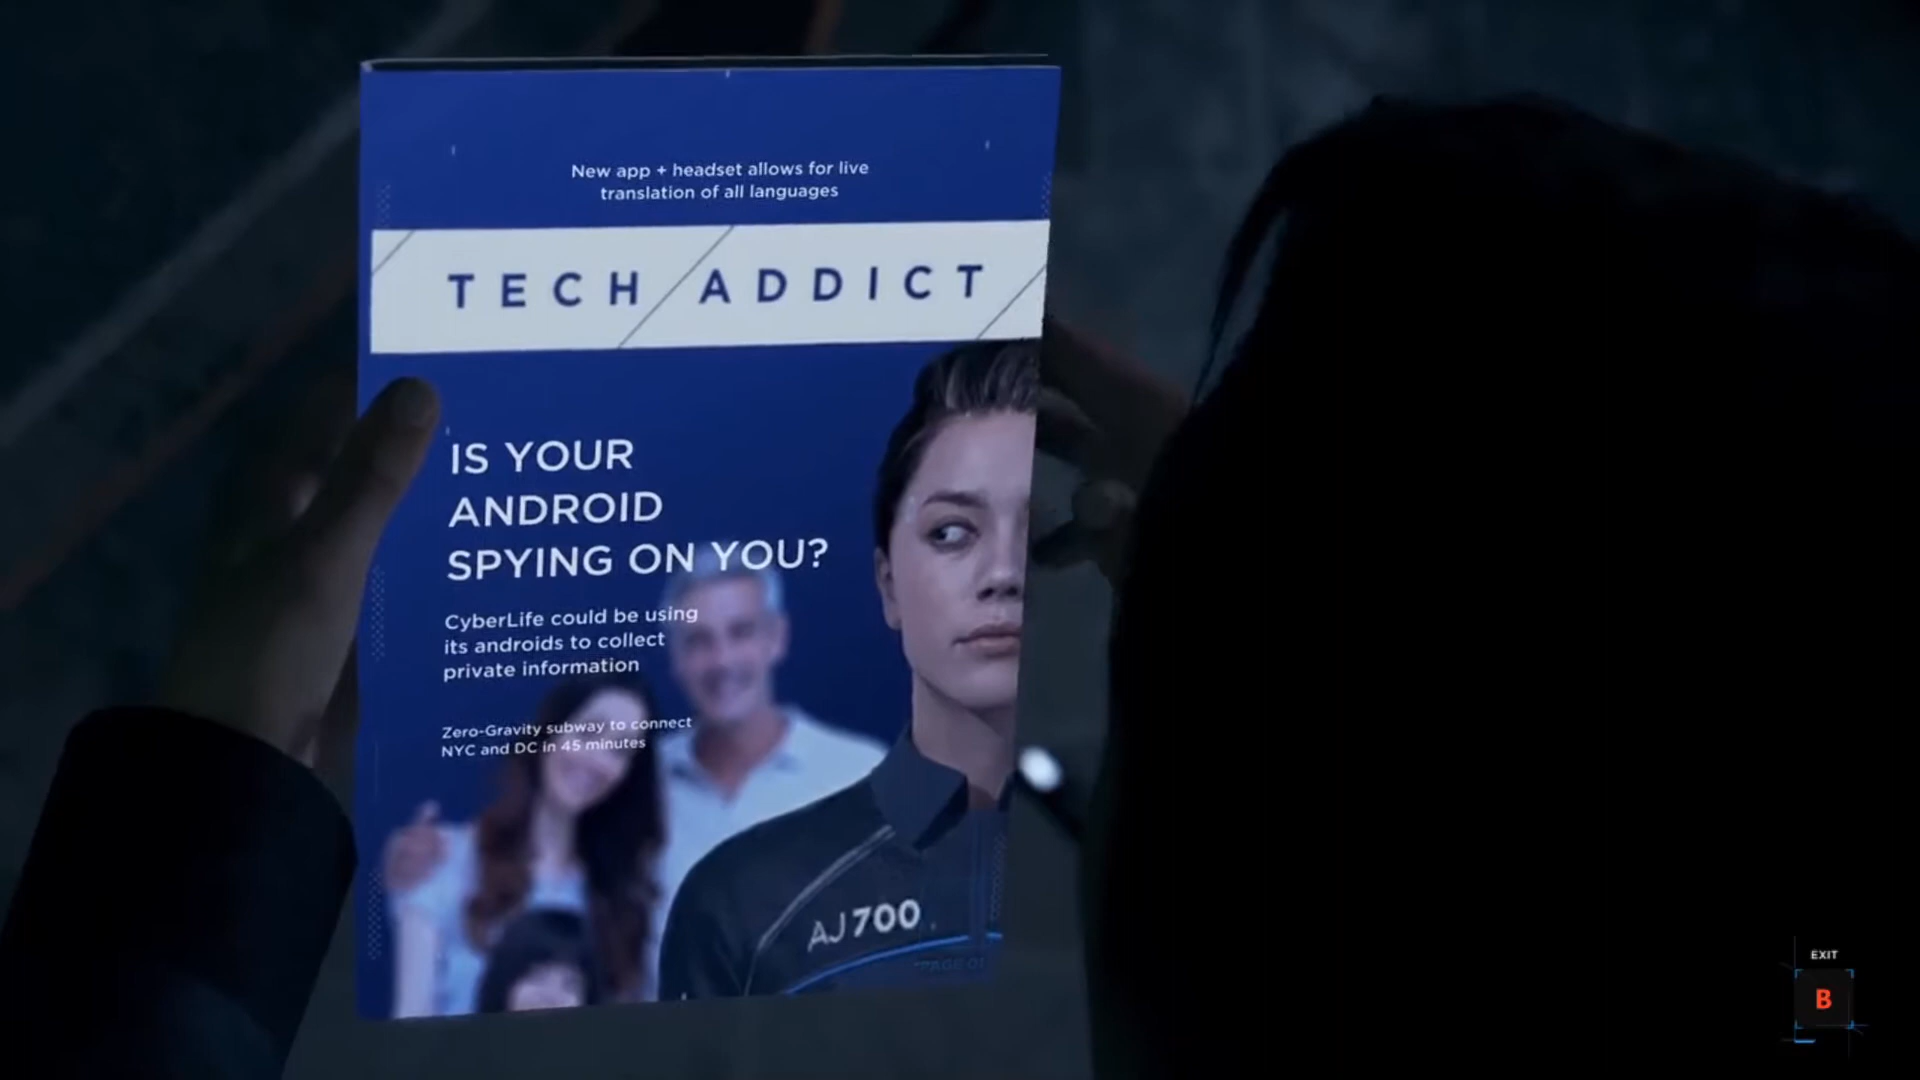 New app + headset allows for live
translation of all languages
TECH ADDICT
IS YOUR
ANDROID
SPYING ON YOU?
CyberLife could be using
its androids to collect
private information
Zero-Gravity subway to connect
NYC and DC in 45 minutes
AJ700
PAGE 01
EXIT
B